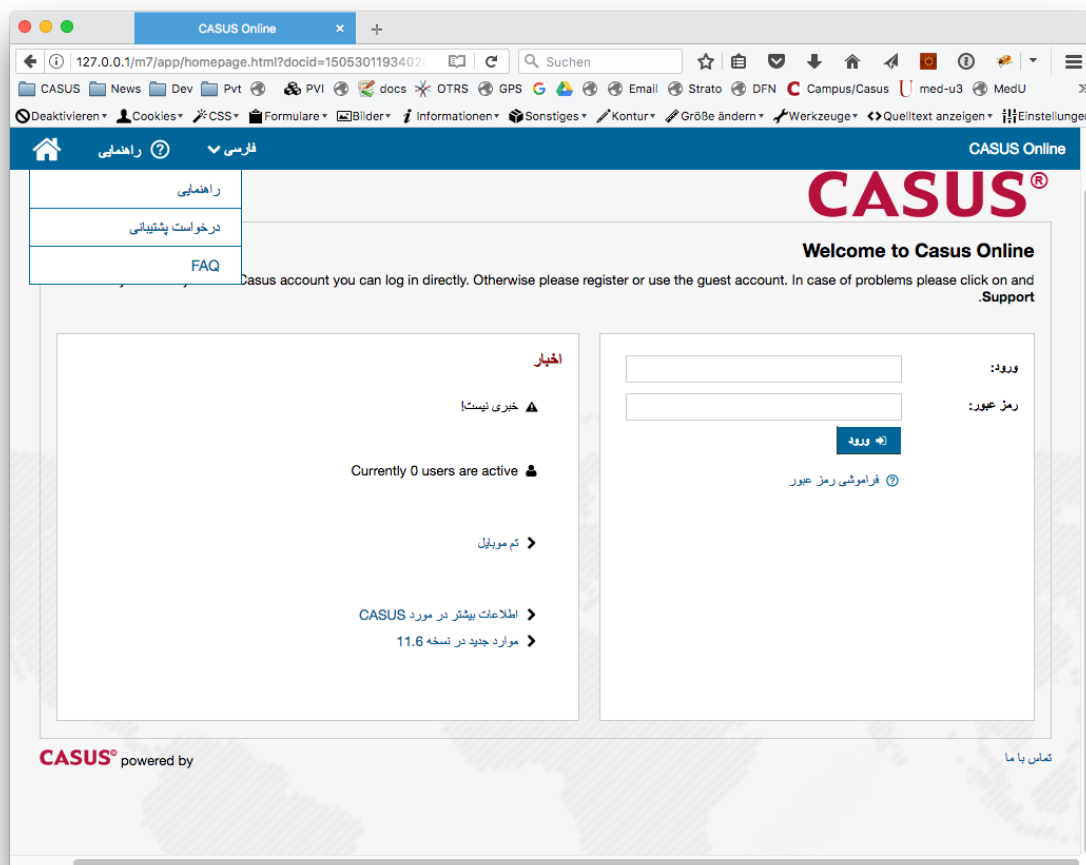 CASUS Online
127.0.0.1/m7/app/homepage.html?docid=1505301193402
Suchen
CASUS News Dev Pvt PVI docs OTRS GPS Email Strato DFN Campus/Casus med-u3 MedU
Deaktivieren Cookies CSS Formulare Bilder Informationen Sonstiges Kontur Größe ändern Werkzeuge Quelltext anzeigen Einstellunge
CASUS Online
فارسی
راهنمایی
راهنمایی
درخواست پشتیبانی
FAQ
CASUS®
Welcome to Casus Online
Casus account you can log in directly. Otherwise please register or use the guest account. In case of problems please click on and
.Support
ورود:
رمز عبور:
ورود
فراموشی رمز عبور
اخبار
خبری نیست!
Currently 0 users are active
تم موبایل
اطلاعات بیشتر در مورد CASUS
موارد جدید در نسخه 11.6
تماس با ما
CASUS® powered by